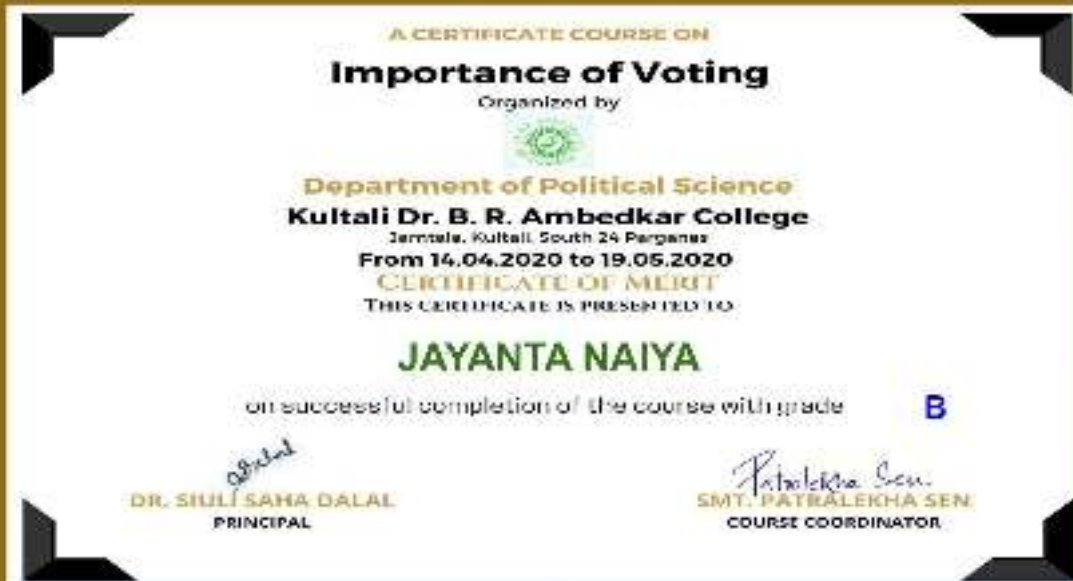 A CERTIFICATE COURSE ON
Importance of Voting
Organized by
Department of Political Science
Kultali Dr. B. R. Ambedkar College
Jamtala, Kultali, South 24 Parganas
From 14.04.2020 to 19.05.2020
CERTIFICATE OF MERIT
THIS CERTIFICATE IS PRESENTED TO
JAYANTA NAIYA
on successful completion of the course with grade B
DR. SIULI SAHA DALAL
PRINCIPAL
Patralekha Sen.
SMT. PATRALEKHA SEN
COURSE COORDINATOR